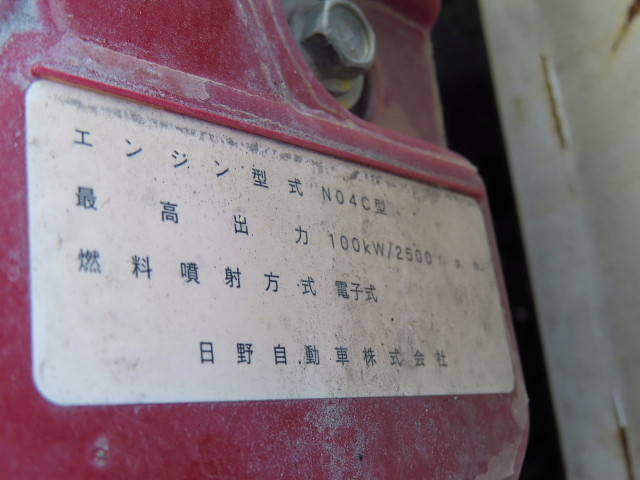 エンジン型式 N04C型
最高出力 100kW/2500
燃料噴射方式 電子式
日野自動車株式会社